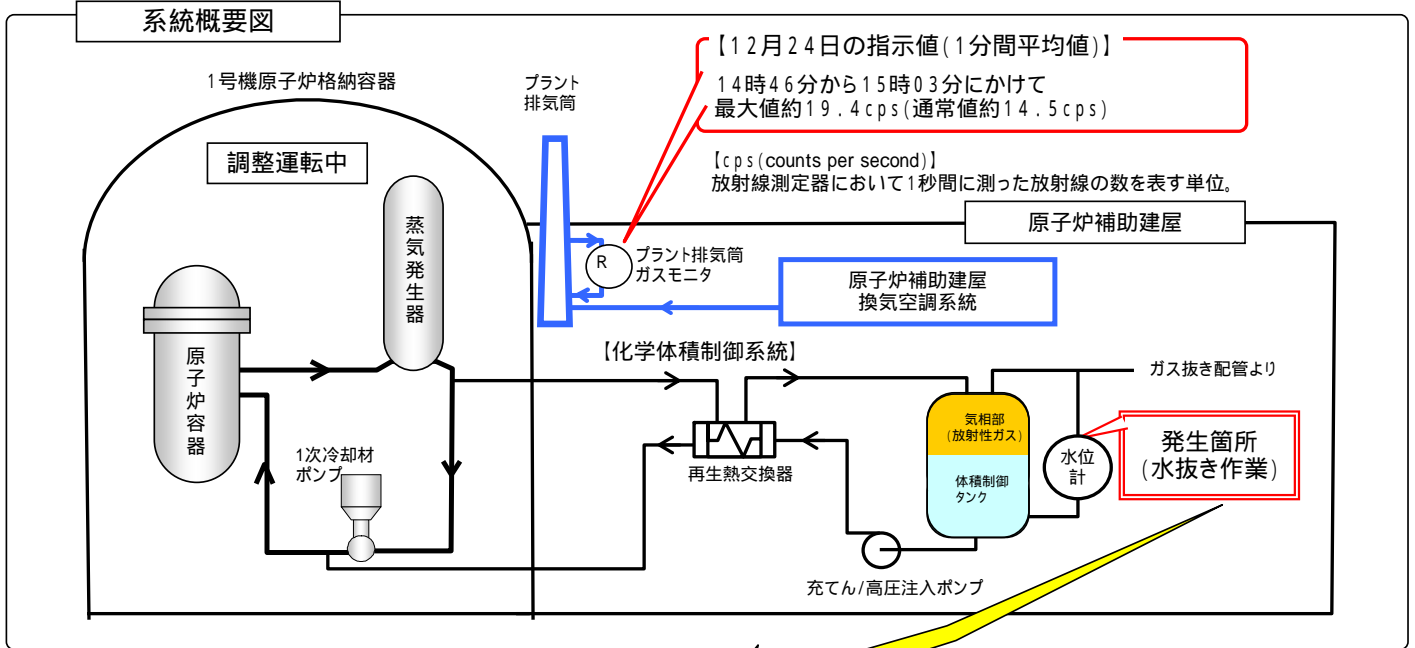 系統概要図
【12月24日の指示値(1分間平均値)】
14時46分から15時03分にかけて
最大値約19.4cps(通常値約14.5cps)
1号機原子炉格納容器
プラント
排気筒
調整運転中
【cps(counts per second)】
放射線測定器において1秒間に測った放射線の数を表す単位。
原子炉補助建屋
蒸気発生器
R
プラント排気筒
ガスモニタ
原子炉補助建屋
換気空調系統
原子炉容器
【化学体積制御系統】
ガス抜き配管より
気相部
(放射性ガス)
水位
計
発生箇所
(水抜き作業)
1次冷却材
ポンプ
再生熱交換器
体積制御
タンク
充てん/高圧注入ポンプ